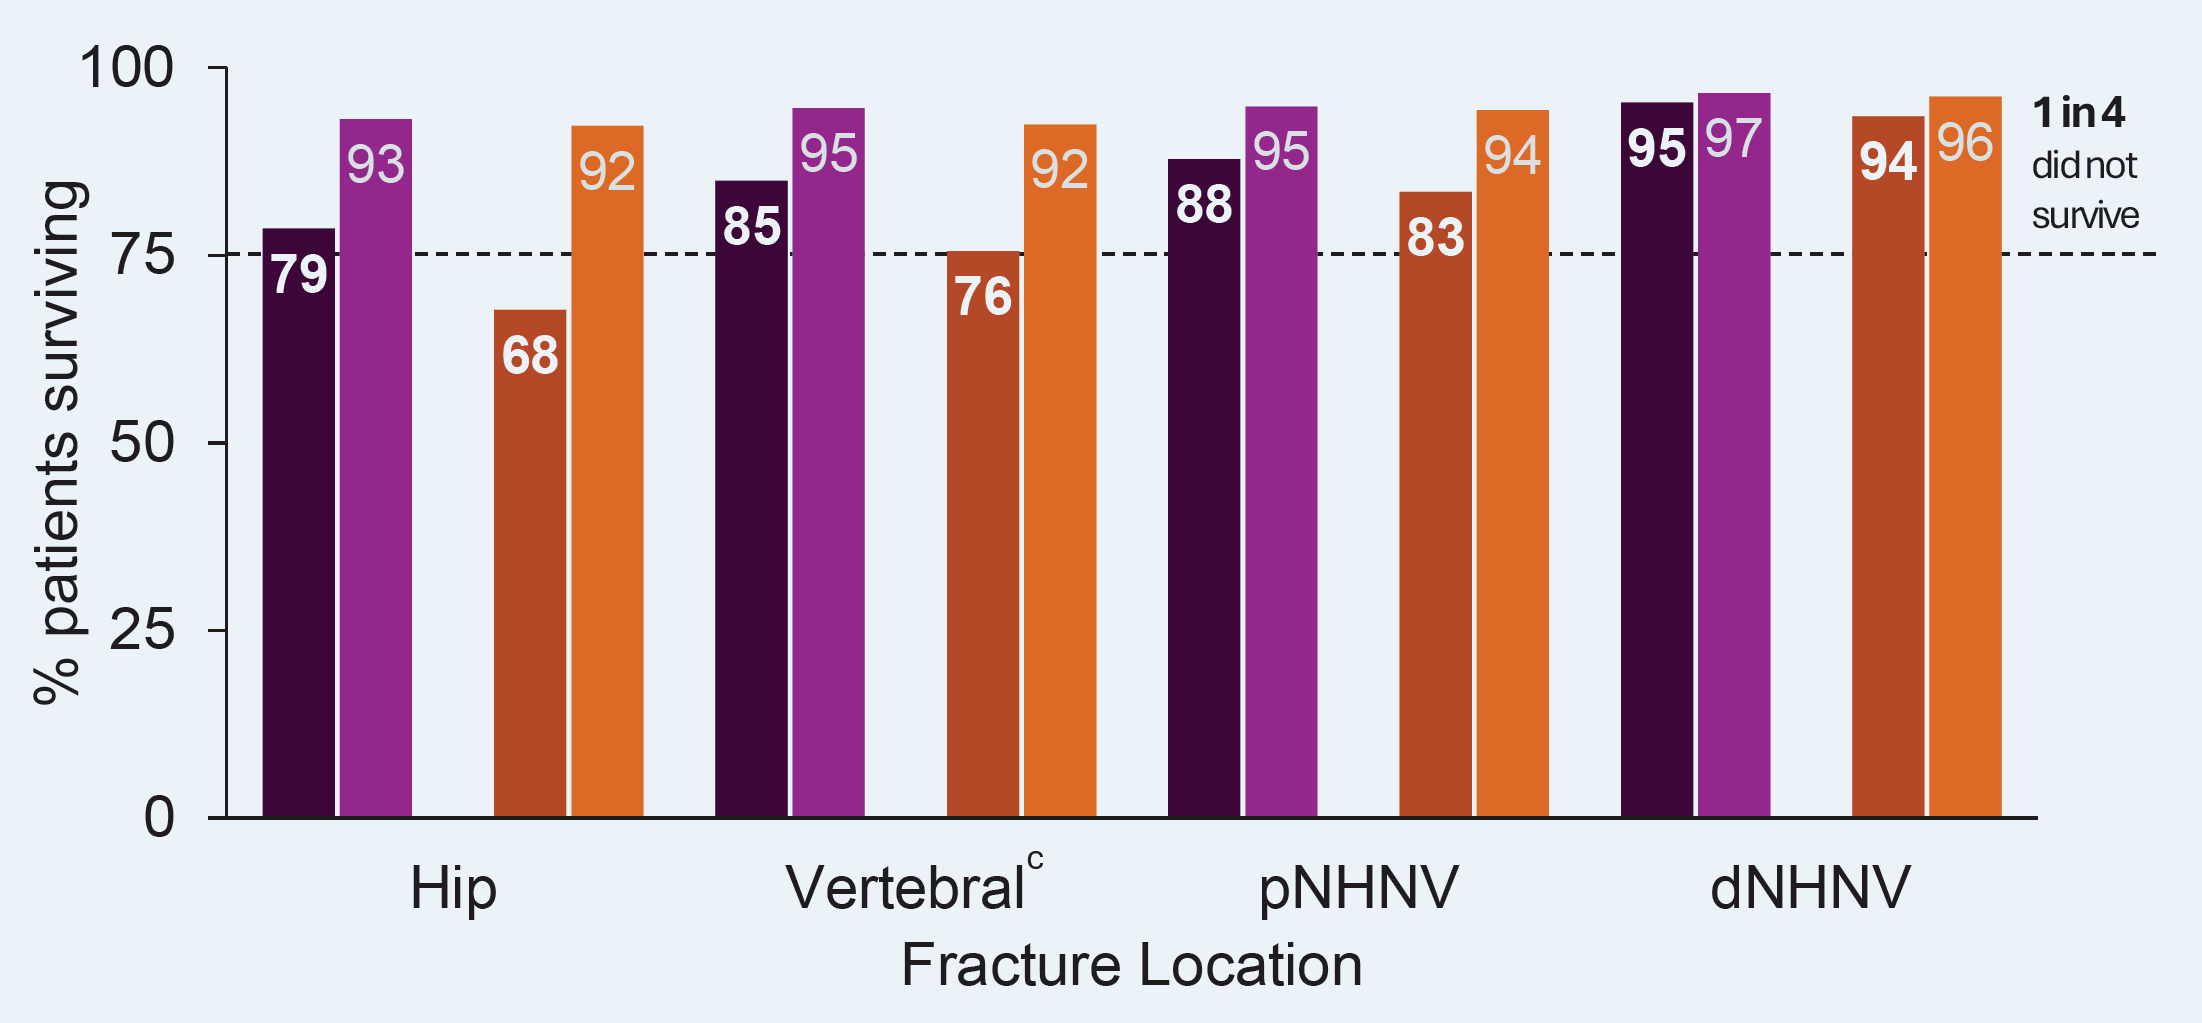 % patients surviving
100
75
50
25
0
79
93
68
92
85
95
76
92
88
95
83
94
95
97
94
96
1 in 4
did not
survive
Hip
Vertebralᶜ
pNHNV
dNHNV
Fracture Location